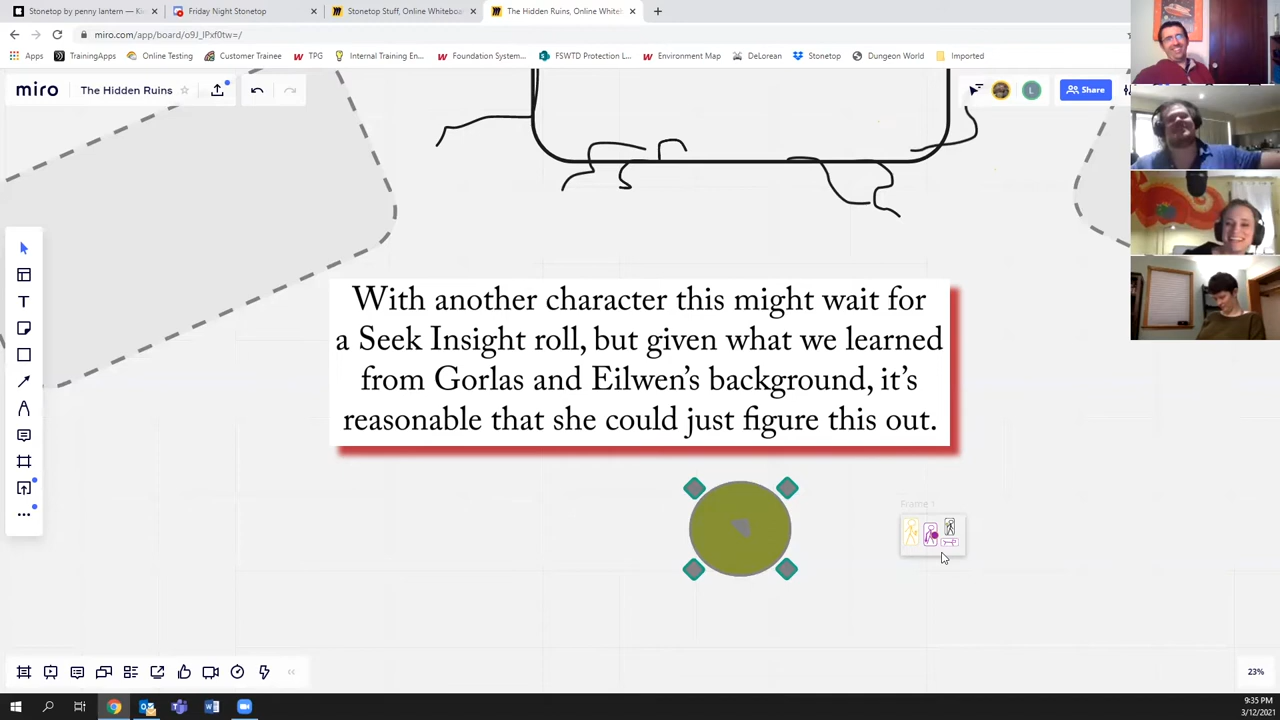 Stonetop by penny lantern — Ki
Friday Night Stonetop
Stonetop Stuff, Online Whiteboa
The Hidden Ruins, Online Whiteb
miro.com/app/board/o9J_lPxf0tw=/
Apps
TrainingApps
Online Testing
Customer Trainee
TPG
Internal Training En...
Foundation System...
FSWTD Protection L...
Environment Map
DeLorean
Stonetop
Dungeon World
Imported
miro
The Hidden Ruins
L
Share
With another character this might wait for
a Seek Insight roll, but given what we learned
from Gorlas and Eilwen's background, it's
reasonable that she could just figure this out.
Frame 1
23%
9:35 PM
3/12/2021